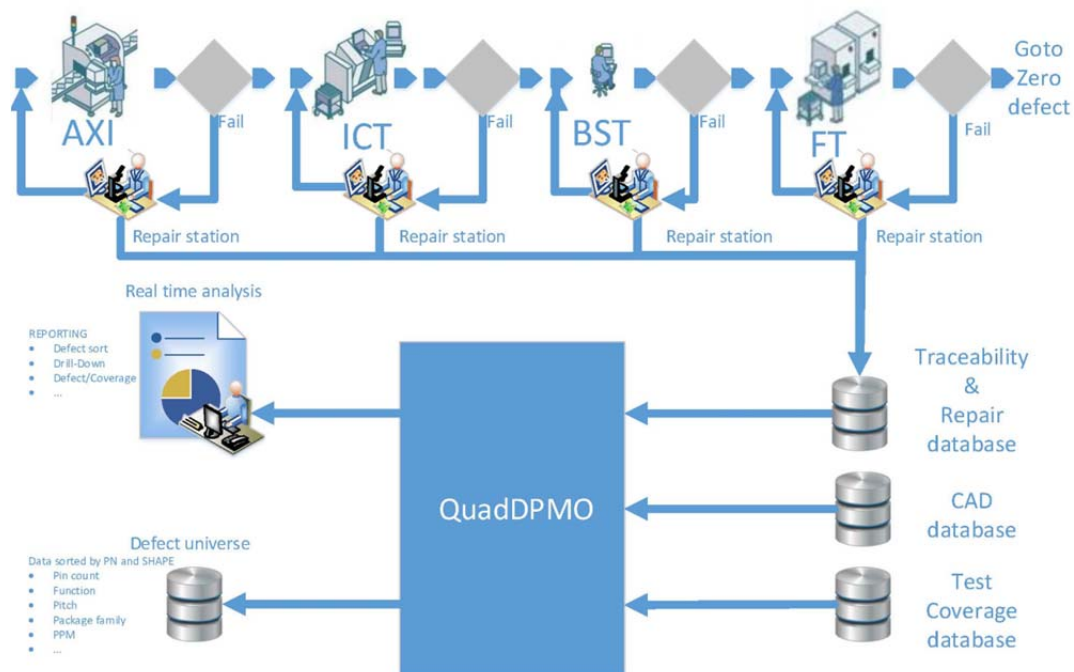 Goto
Zero
defect
AXI
Fail
ICT
Fail
BST
Fail
FT
Fail
Repair station
Repair station
Repair station
Repair station
Real time analysis
REPORTING
• Defect sort
• Drill-Down
• Defect/Coverage
• ...
Traceability
&
Repair
database
QuadDPMO
CAD
database
Defect universe
Data sorted by PN and SHAPE
• Pin count
• Function
• Pitch
• Package family
• PPM
• ...
Test
Coverage
database